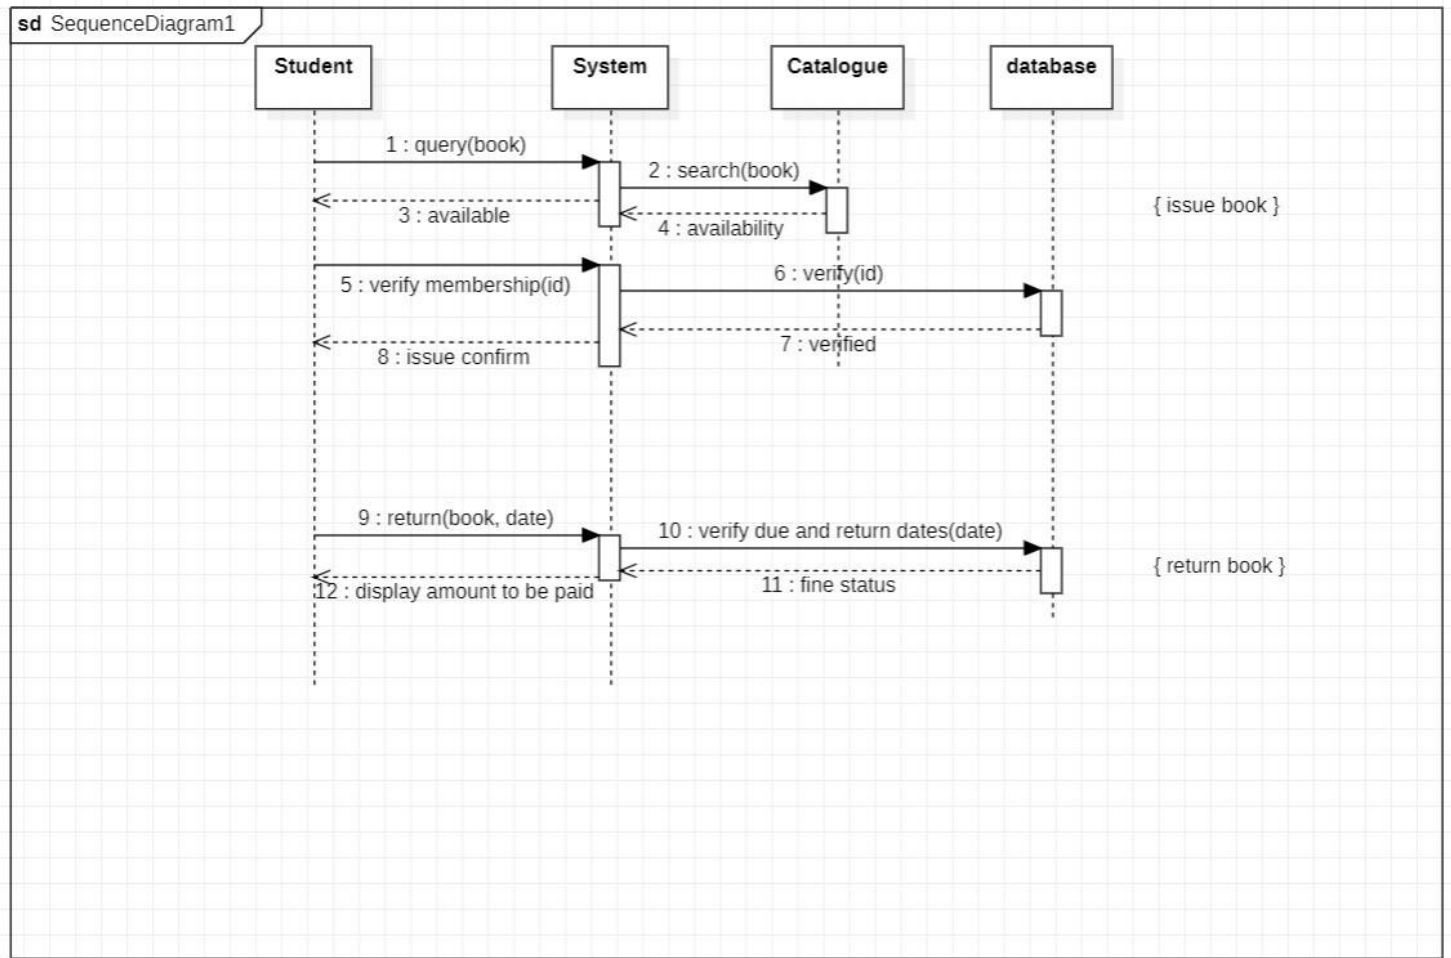 sd SequenceDiagram1
Student
System
Catalogue
database
1 : query(book)
2 : search(book)
3 : available
4 : availability
{ issue book }
5 : verify membership(id)
6 : verify(id)
7 : verified
8 : issue confirm
9 : return(book, date)
10 : verify due and return dates(date)
11 : fine status
{ return book }
12 : display amount to be paid